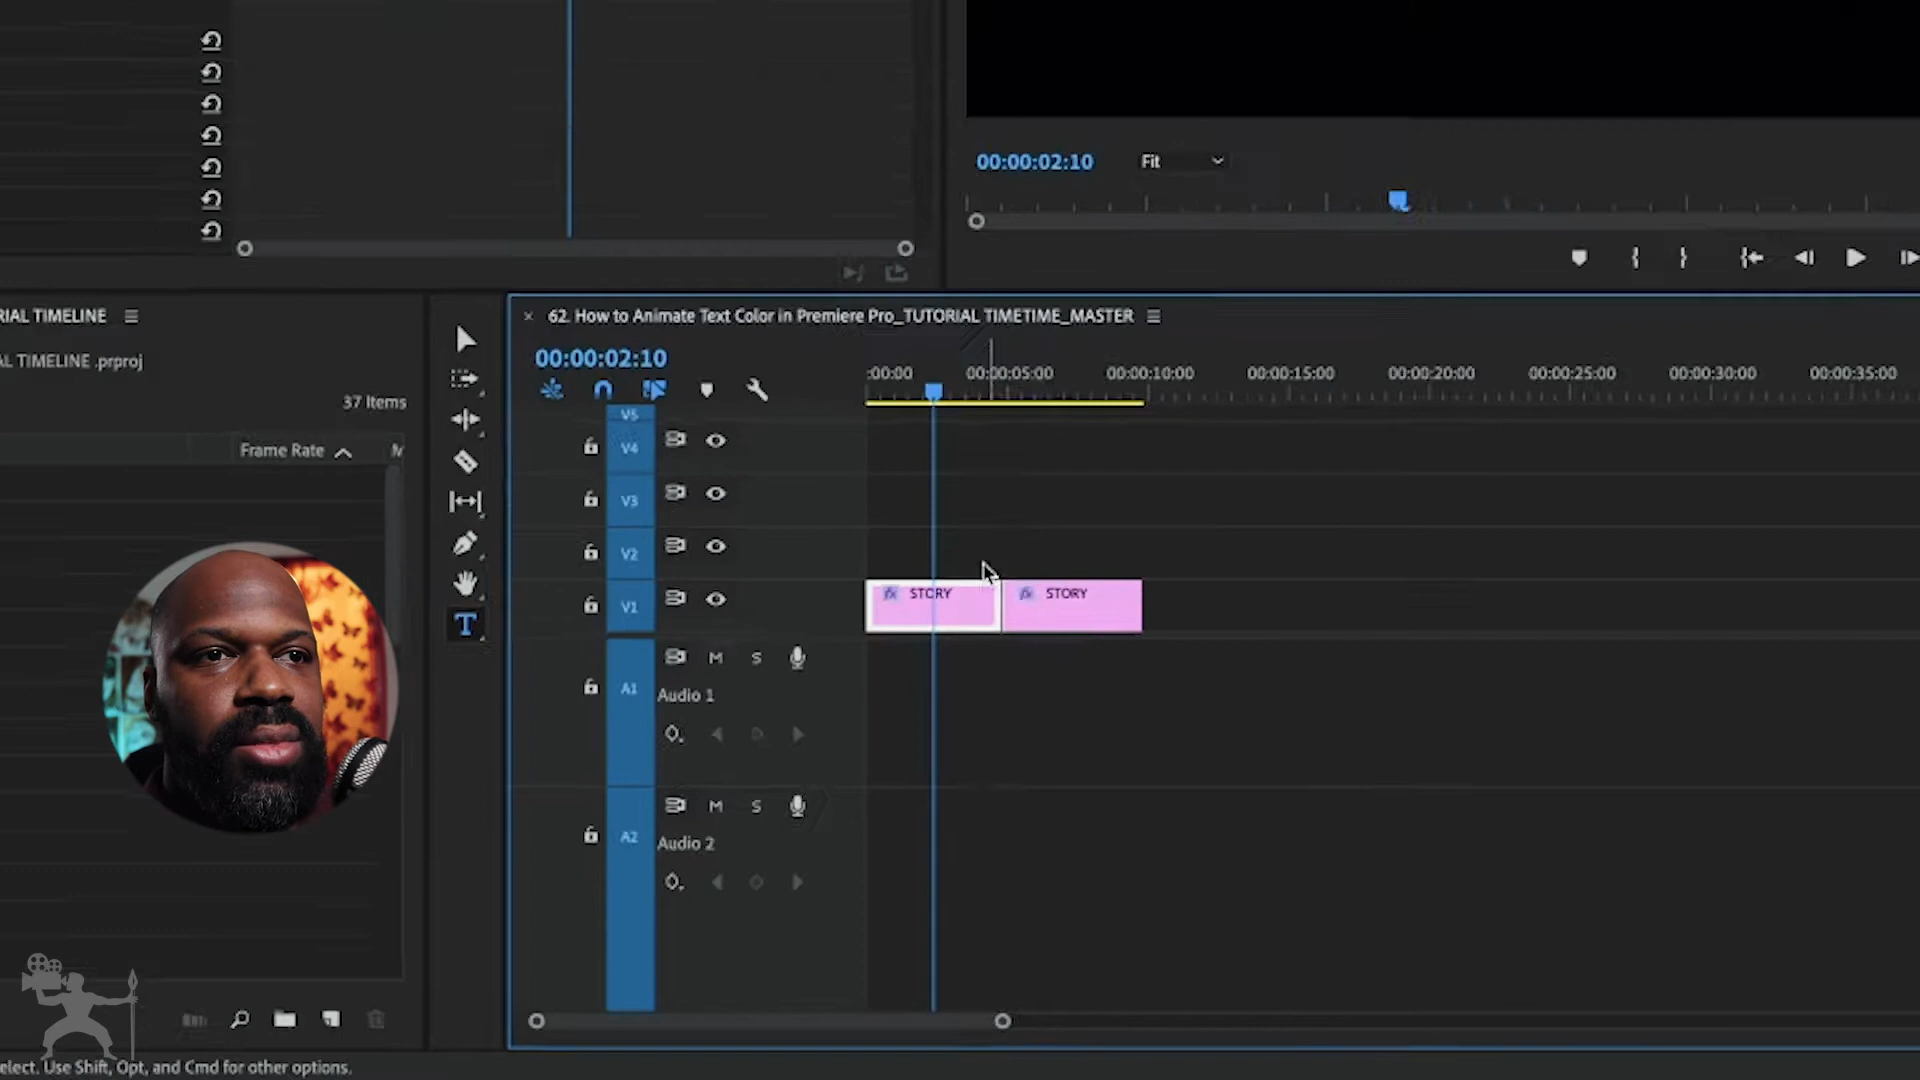 00:00:02:10
Fit
RIAL TIMELINE
62. How to Animate Text Color in Premiere Pro_TUTORIAL TIMETIME_MASTER
00:00:02:10
AL TIMELINE .prproj
:00:00
00:00:05:00
00:00:10:00
00:00:15:00
00:00:20:00
00:00:25:00
00:00:30:00
00:00:35:00
37 Items
V5
Frame Rate
M
V4
V3
V2
V1
STORY
STORY
A1
M
S
Audio 1
A2
M
S
Audio 2
elect. Use Shift, Opt, and Cmd for other options.